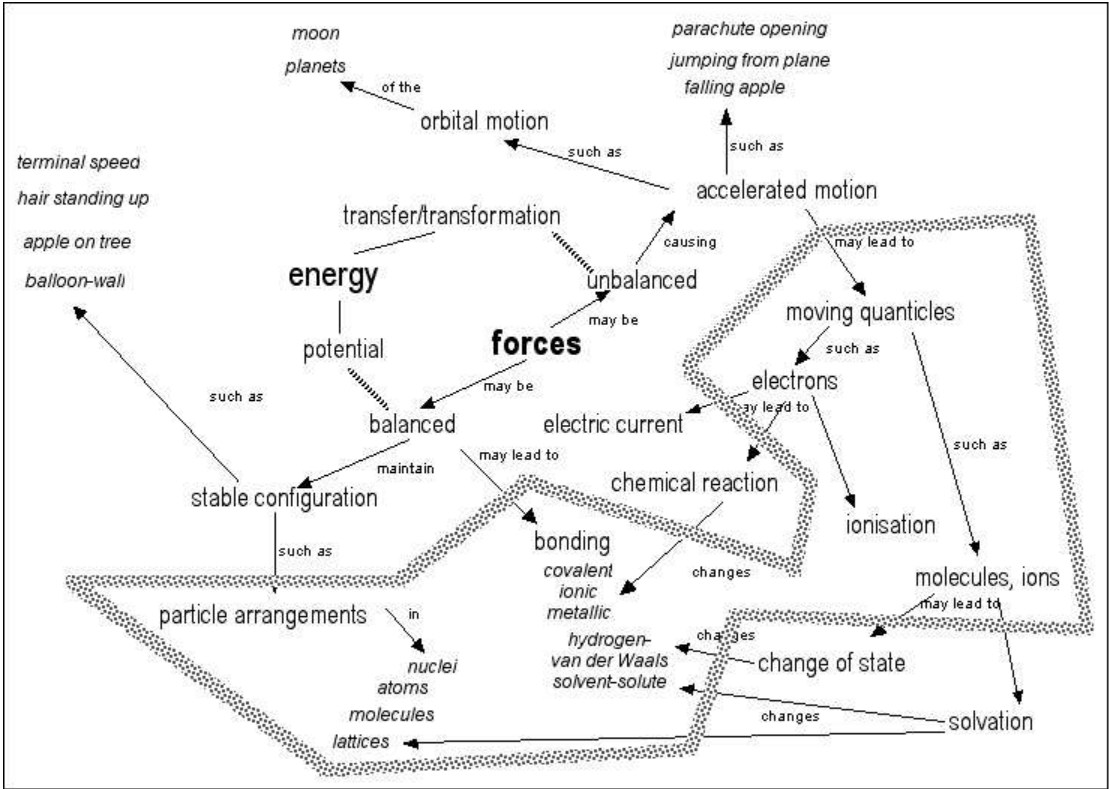 moon
planets
of the
orbital motion
parachute opening
jumping from plane
falling apple
such as
such as
accelerated motion
terminal speed
hair standing up
apple on tree
balloon-wall
transfer/transformation
causing
may lead to
energy
unbalanced
may be
moving quanticles
forces
potential
such as
may be
electrons
such as
balanced
electric current
ay lead to
such as
maintain
may lead to
stable configuration
chemical reaction
ionisation
such as
bonding
covalent
ionic
metallic
changes
molecules, ions
may lead to
particle arrangements
in
hydrogen-
van der Waals
solvent-solute
changes
change of state
nuclei
atoms
molecules
lattices
changes
solvation